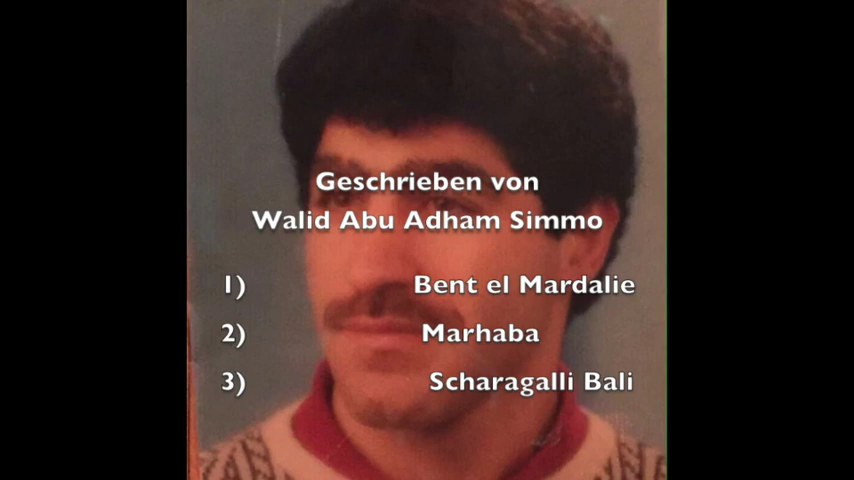 Geschrieben von
Walid Abu Adham Simmo
1) Bent el Mardalie
2) Marhaba
3) Scharagalli Bali